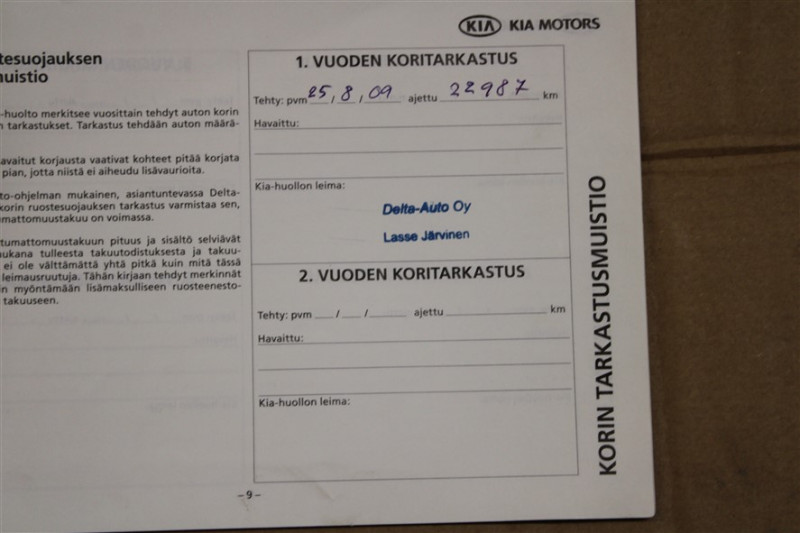 KIA KIA MOTORS
tesuojauksen
muistio
-huolto merkitsee vuosittain tehdyt auton korin
n tarkastukset. Tarkastus tehdään auton määrä-
avaitut korjausta vaativat kohteet pitää korjata
pian, jotta niistä ei aiheudu lisävaurioita.
to-ohjelman mukainen, asiantuntevassa Delta-
korin ruostesuojauksen tarkastus varmistaa sen,
mattomuustakuu on voimassa.
tumattomuustakuun pituus ja sisältö selviävät
ukana tulleesta takuutodistuksesta ja takuu-
ei ole välttämättä yhtä pitkä kuin mitä tässä
leimausruutuja. Tähän kirjaan tehdyt merkinnät
in myöntämään lisämaksulliseen ruosteenesto-
takuuseen.
1. VUODEN KORITARKASTUS
Tehty: pvm 25 / 8 / 09 ajettu 22987 km
Havaittu:
Kia-huollon leima:
Delta-Auto Oy
Lasse Järvinen
2. VUODEN KORITARKASTUS
Tehty: pvm / / ajettu km
Havaittu:
Kia-huollon leima:
KORIN TARKASTUSMUISTIO
–9–